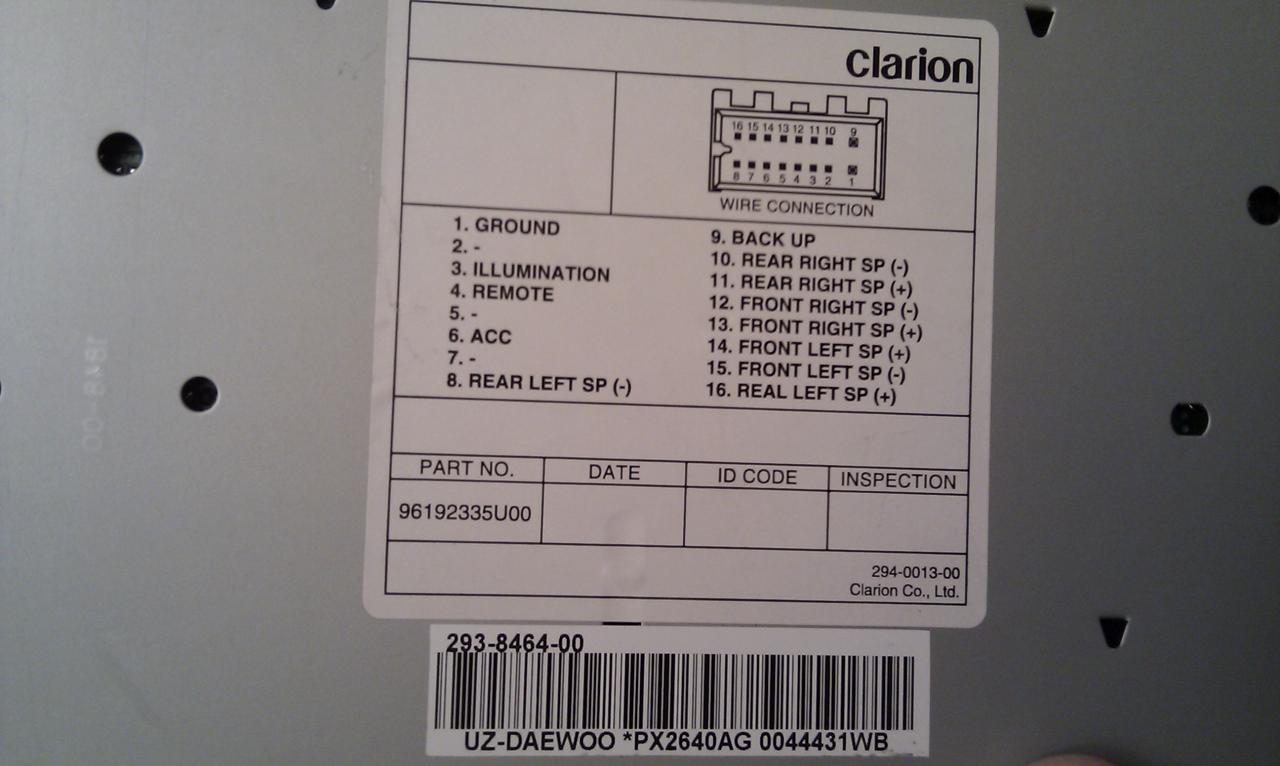 clarion
16 15 14 13 12 11 10 9
8 7 6 5 4 3 2 1
WIRE CONNECTION
1. GROUND
2. -
3. ILLUMINATION
4. REMOTE
5. -
6. ACC
7. -
8. REAR LEFT SP (-)
9. BACK UP
10. REAR RIGHT SP (-)
11. REAR RIGHT SP (+)
12. FRONT RIGHT SP (-)
13. FRONT RIGHT SP (+)
14. FRONT LEFT SP (+)
15. FRONT LEFT SP (-)
16. REAL LEFT SP (+)
PART NO. DATE ID CODE INSPECTION
96192335U00
294-0013-00
Clarion Co., Ltd.
293-8464-00
UZ-DAEWOO *PX2640AG 0044431WB